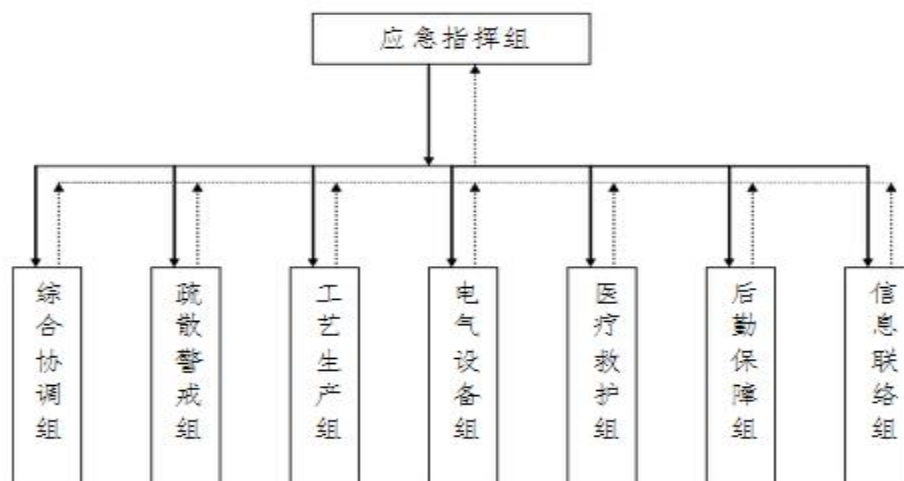 应急指挥组
综合协调组
疏散警戒组
工艺生产组
电气设备组
医疗救护组
后勤保障组
信息联络组